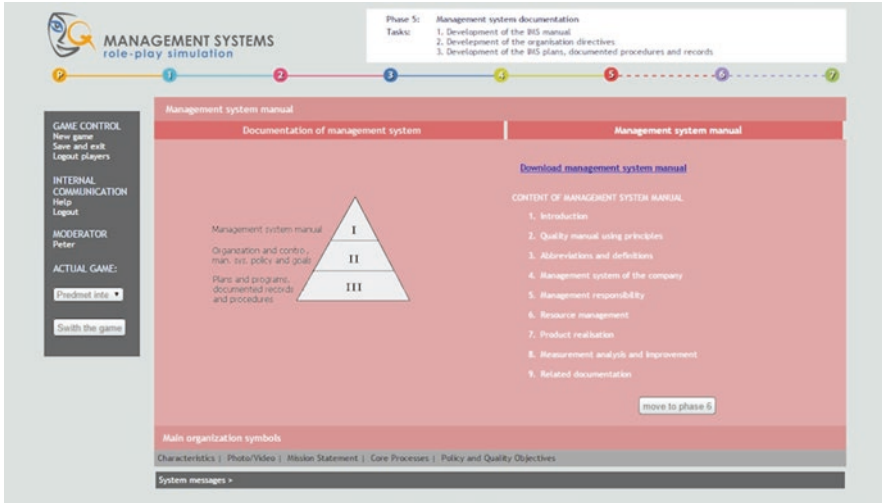 MANAGEMENT SYSTEMS
role-play simulation
Phase 5: Management system documentation
Tasks: 1. Development of the IMS manual
2. Development of the organisation directives
3. Development of the IMS plans, documented procedures and records
P 1 2 3 4 5 6 7
GAME CONTROL
New game
Save and exit
Logout players
INTERNAL
COMMUNICATION
Help
Logout
MODERATOR
Peter
ACTUAL GAME:
Predmet inte
Swith the game
Management system manual
Documentation of management system
Management system manual
Management system manual
I
Organization and control,
man. sys. policy and goals
II
Plans and programs,
documented records
and procedures
III
Download management system manual
CONTENT OF MANAGEMENT SYSTEM MANUAL
1. Introduction
2. Quality manual using principles
3. Abbreviations and definitions
4. Management system of the company
5. Management responsibility
6. Resource management
7. Product realisation
8. Measurement analysis and improvement
9. Related documentation
move to phase 6
Main organization symbols
Characteristics | Photo/Video | Mission Statement | Core Processes | Policy and Quality Objectives
System messages »